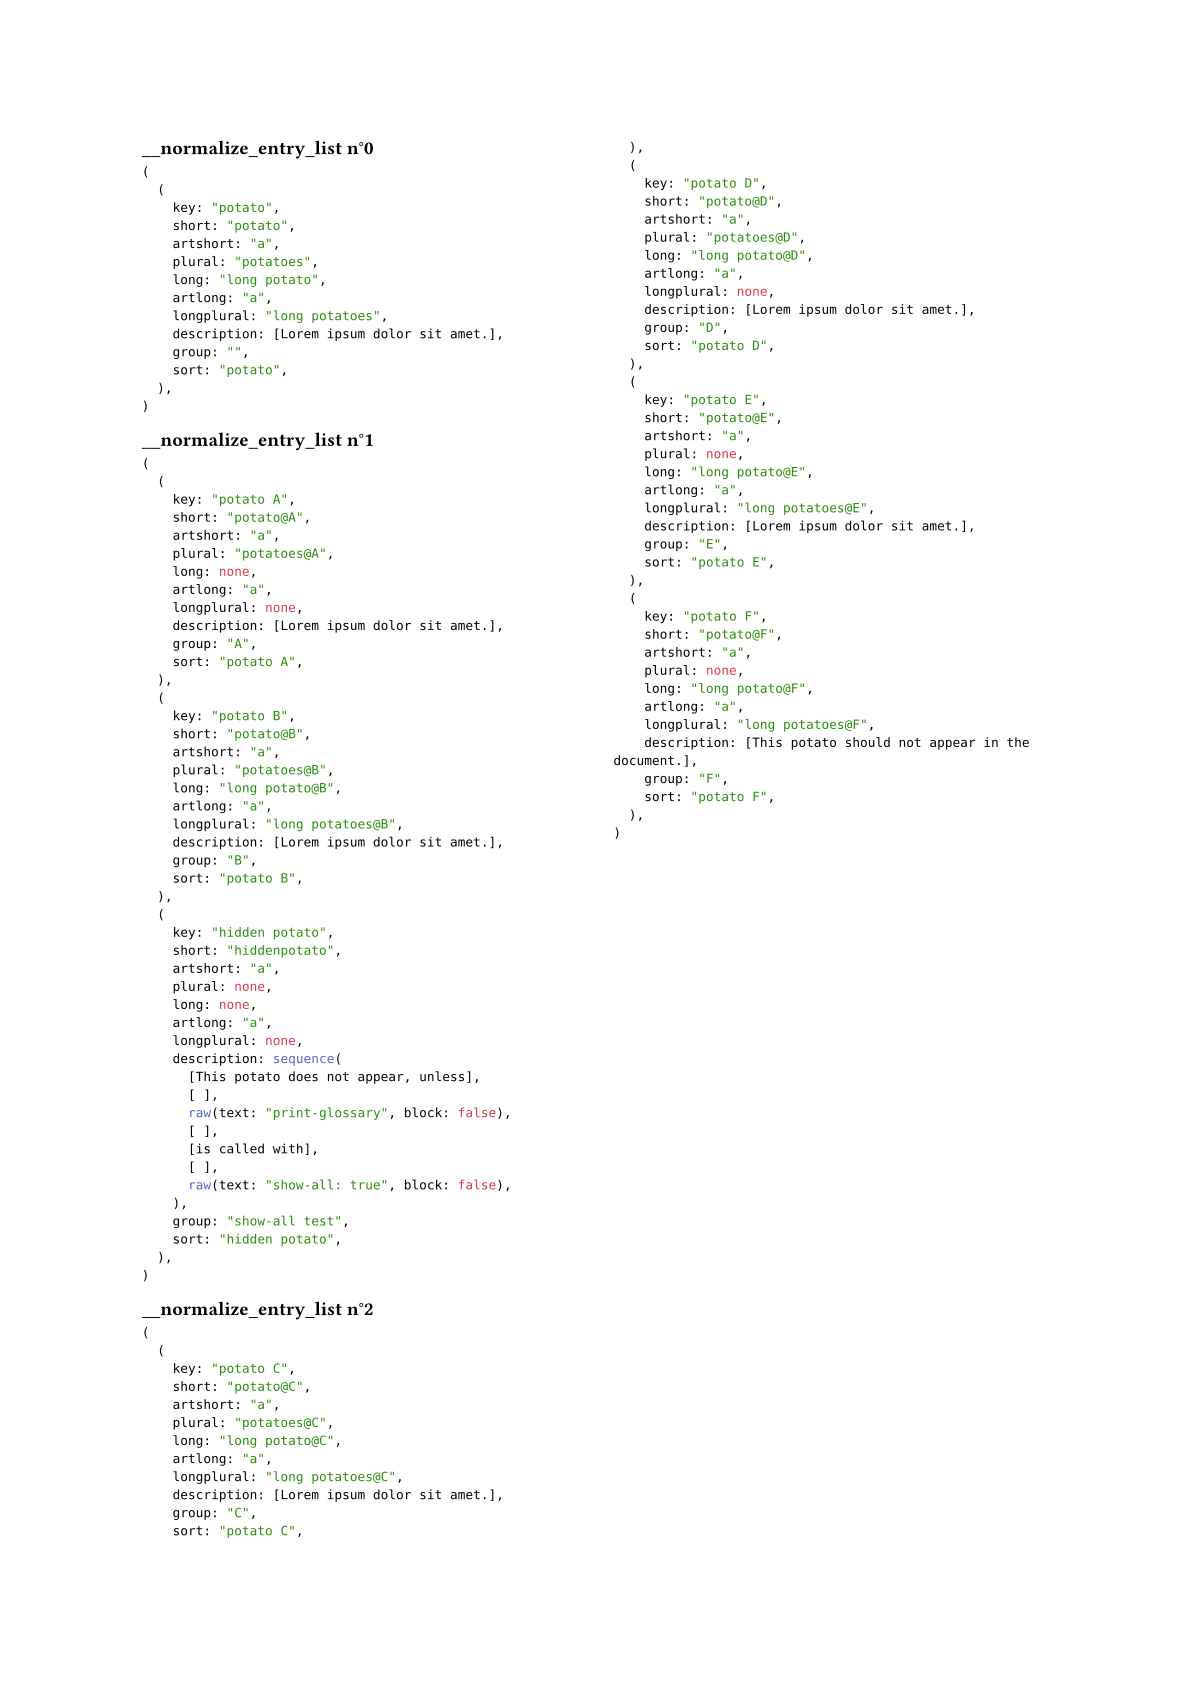 __normalize_entry_list n°0
(
  (
    key: "potato",
    short: "potato",
    artshort: "a",
    plural: "potatoes",
    long: "long potato",
    artlong: "a",
    longplural: "long potatoes",
    description: [Lorem ipsum dolor sit amet.],
    group: "",
    sort: "potato",
  ),
)
__normalize_entry_list n°1
(
  (
    key: "potato A",
    short: "potato@A",
    artshort: "a",
    plural: "potatoes@A",
    long: none,
    artlong: "a",
    longplural: none,
    description: [Lorem ipsum dolor sit amet.],
    group: "A",
    sort: "potato A",
  ),
  (
    key: "potato B",
    short: "potato@B",
    artshort: "a",
    plural: "potatoes@B",
    long: "long potato@B",
    artlong: "a",
    longplural: "long potatoes@B",
    description: [Lorem ipsum dolor sit amet.],
    group: "B",
    sort: "potato B",
  ),
  (
    key: "hidden potato",
    short: "hiddenpotato",
    artshort: "a",
    plural: none,
    long: none,
    artlong: "a",
    longplural: none,
    description: sequence(
      [This potato does not appear, unless],
      [ ],
      raw(text: "print-glossary", block: false),
      [ ],
      [is called with],
      [ ],
      raw(text: "show-all: true", block: false),
    ),
    group: "show-all test",
    sort: "hidden potato",
  ),
)
__normalize_entry_list n°2
(
  (
    key: "potato C",
    short: "potato@C",
    artshort: "a",
    plural: "potatoes@C",
    long: "long potato@C",
    artlong: "a",
    longplural: "long potatoes@C",
    description: [Lorem ipsum dolor sit amet.],
    group: "C",
    sort: "potato C",
  ),
  (
    key: "potato D",
    short: "potato@D",
    artshort: "a",
    plural: "potatoes@D",
    long: "long potato@D",
    artlong: "a",
    longplural: none,
    description: [Lorem ipsum dolor sit amet.],
    group: "D",
    sort: "potato D",
  ),
  (
    key: "potato E",
    short: "potato@E",
    artshort: "a",
    plural: none,
    long: "long potato@E",
    artlong: "a",
    longplural: "long potatoes@E",
    description: [Lorem ipsum dolor sit amet.],
    group: "E",
    sort: "potato E",
  ),
  (
    key: "potato F",
    short: "potato@F",
    artshort: "a",
    plural: none,
    long: "long potato@F",
    artlong: "a",
    longplural: "long potatoes@F",
    description: [This potato should not appear in the
document.],
    group: "F",
    sort: "potato F",
  ),
)